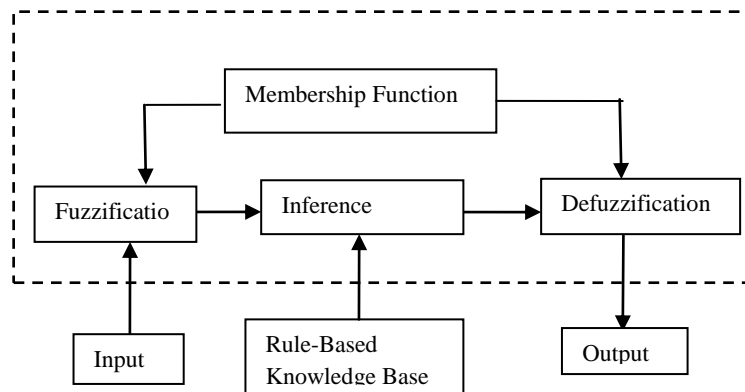 Membership Function
Fuzzificatio
Inference
Defuzzification
Input
Rule-Based
Knowledge Base
Output